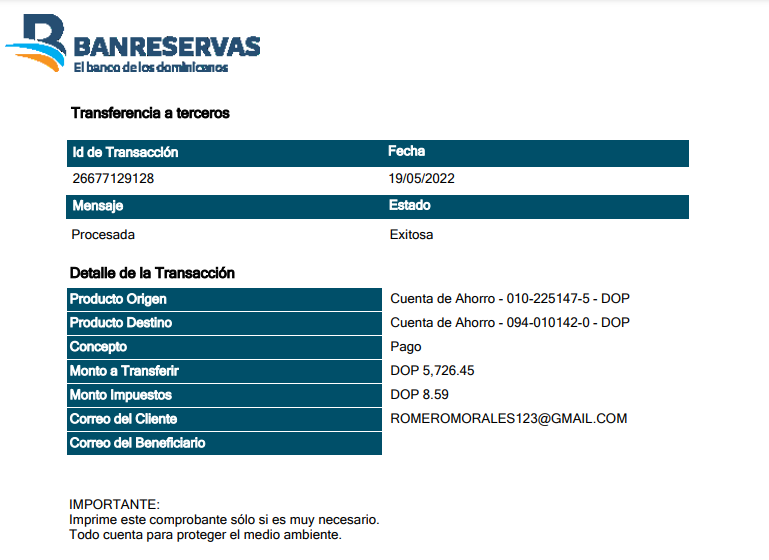 BANRESERVAS
El banco de los dominicanos
Transferencia a terceros
Id de Transacción Fecha
26677129128 19/05/2022
Mensaje Estado
Procesada Exitosa
Detalle de la Transacción
Producto Origen Cuenta de Ahorro - 010-225147-5 - DOP
Producto Destino Cuenta de Ahorro - 094-010142-0 - DOP
Concepto Pago
Monto a Transferir DOP 5,726.45
Monto Impuestos DOP 8.59
Correo del Cliente ROMEROMORALES123@GMAIL.COM
Correo del Beneficiario
IMPORTANTE:
Imprime este comprobante sólo si es muy necesario.
Todo cuenta para proteger el medio ambiente.